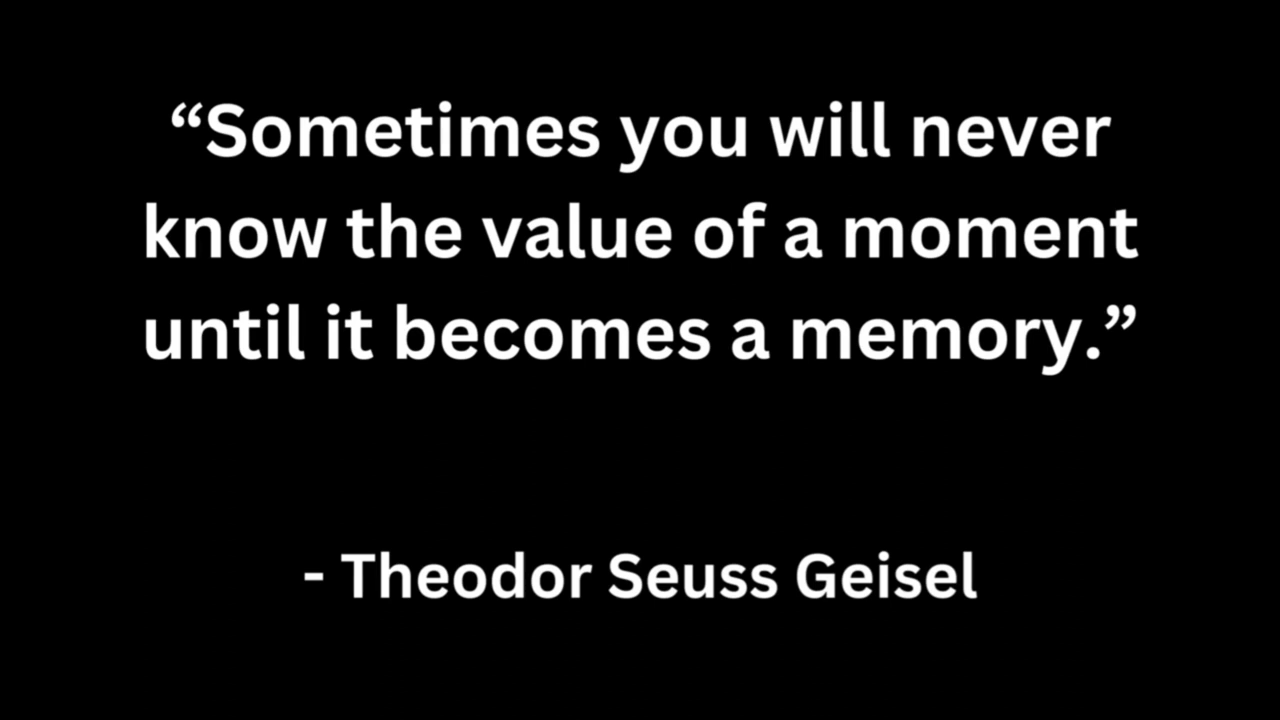 “Sometimes you will never
know the value of a moment
until it becomes a memory.”
- Theodor Seuss Geisel